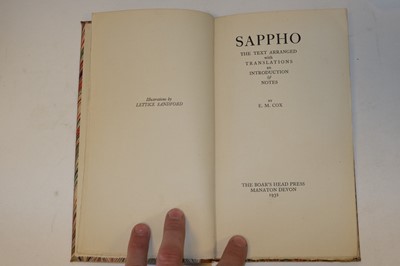 Illustrations by
LETTICE SANDFORD
SAPPHO
THE TEXT ARRANGED
with
TRANSLATIONS
an
INTRODUCTION
&
NOTES
by
E. M. COX
THE BOAR'S HEAD PRESS
MANATON DEVON
1932